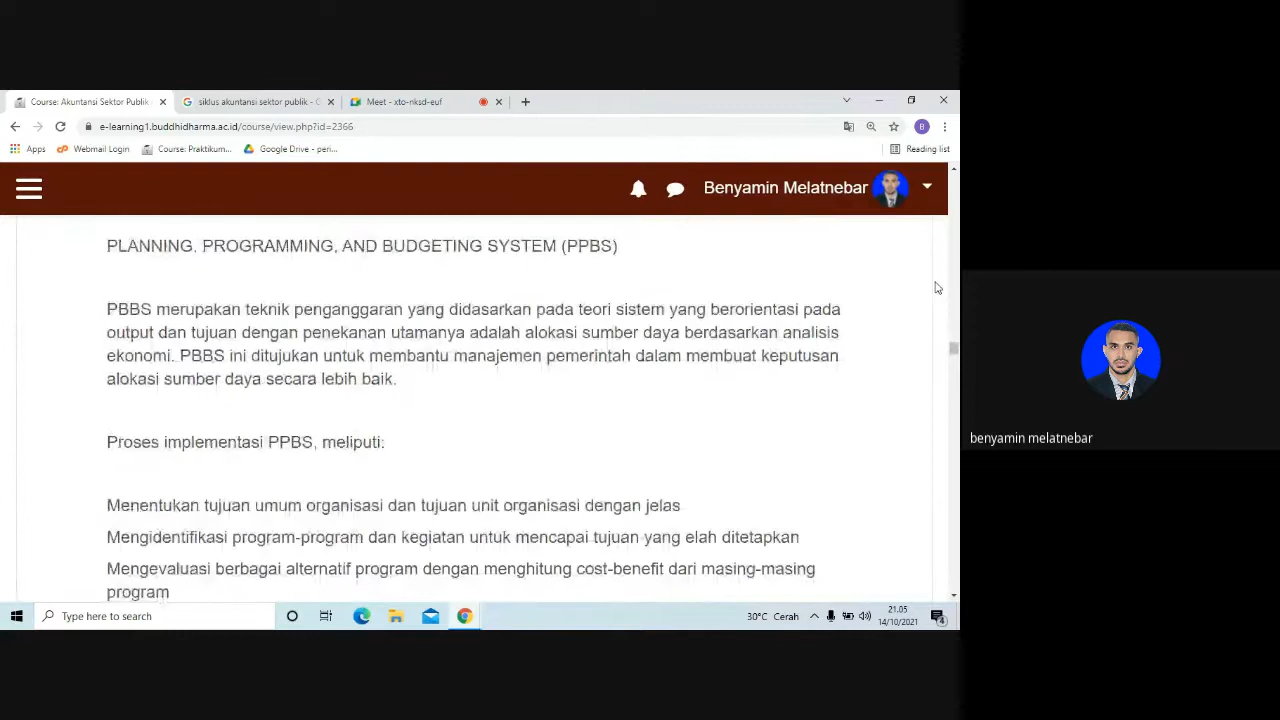 Course: Akuntansi Sektor Publik
siklus akuntansi sektor publik - G
Meet - xto-nksd-euf
e-learning1.buddhidharma.ac.id/course/view.php?id=2366
B
Apps
Webmail Login
Course: Praktikum...
Google Drive - peri...
Reading list
Benyamin Melatnebar
PLANNING. PROGRAMMING, AND BUDGETING SYSTEM (PPBS)
PBBS merupakan teknik penganggaran yang didasarkan pada teori sistem yang berorientasi pada
output dan tujuan dengan penekanan utamanya adalah alokasi sumber daya berdasarkan analisis
ekonomi. PBBS ini ditujukan untuk membantu manajemen pemerintah dalam membuat keputusan
alokasi sumber daya secara lebih baik.
Proses implementasi PPBS, meliputi:
Menentukan tujuan umum organisasi dan tujuan unit organisasi dengan jelas
Mengidentifikasi program-program dan kegiatan untuk mencapai tujuan yang elah ditetapkan
Mengevaluasi berbagai alternatif program dengan menghitung cost-benefit dari masing-masing
program
benyamin melatnebar
Type here to search
30°C Cerah
21.05
14/10/2021
4